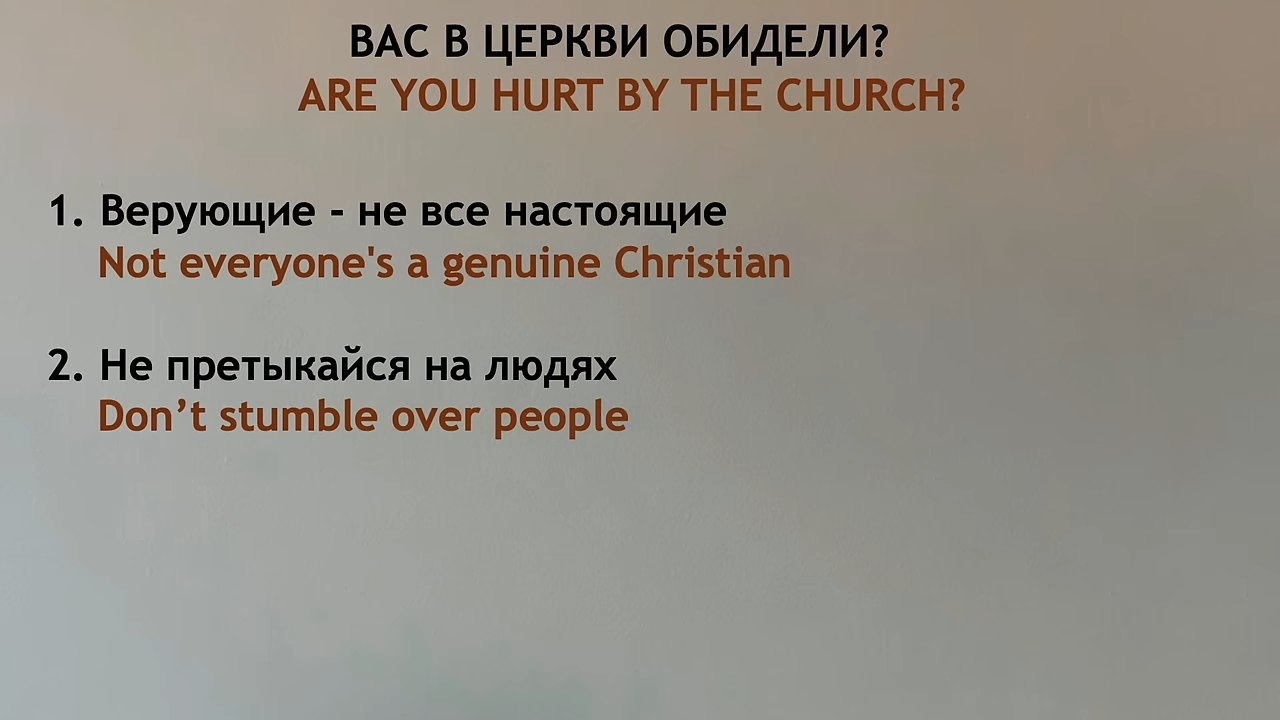 ВАС В ЦЕРКВИ ОБИДЕЛИ?
ARE YOU HURT BY THE CHURCH?
1. Верующие - не все настоящие
Not everyone's a genuine Christian
2. Не претыкайся на людях
Don’t stumble over people